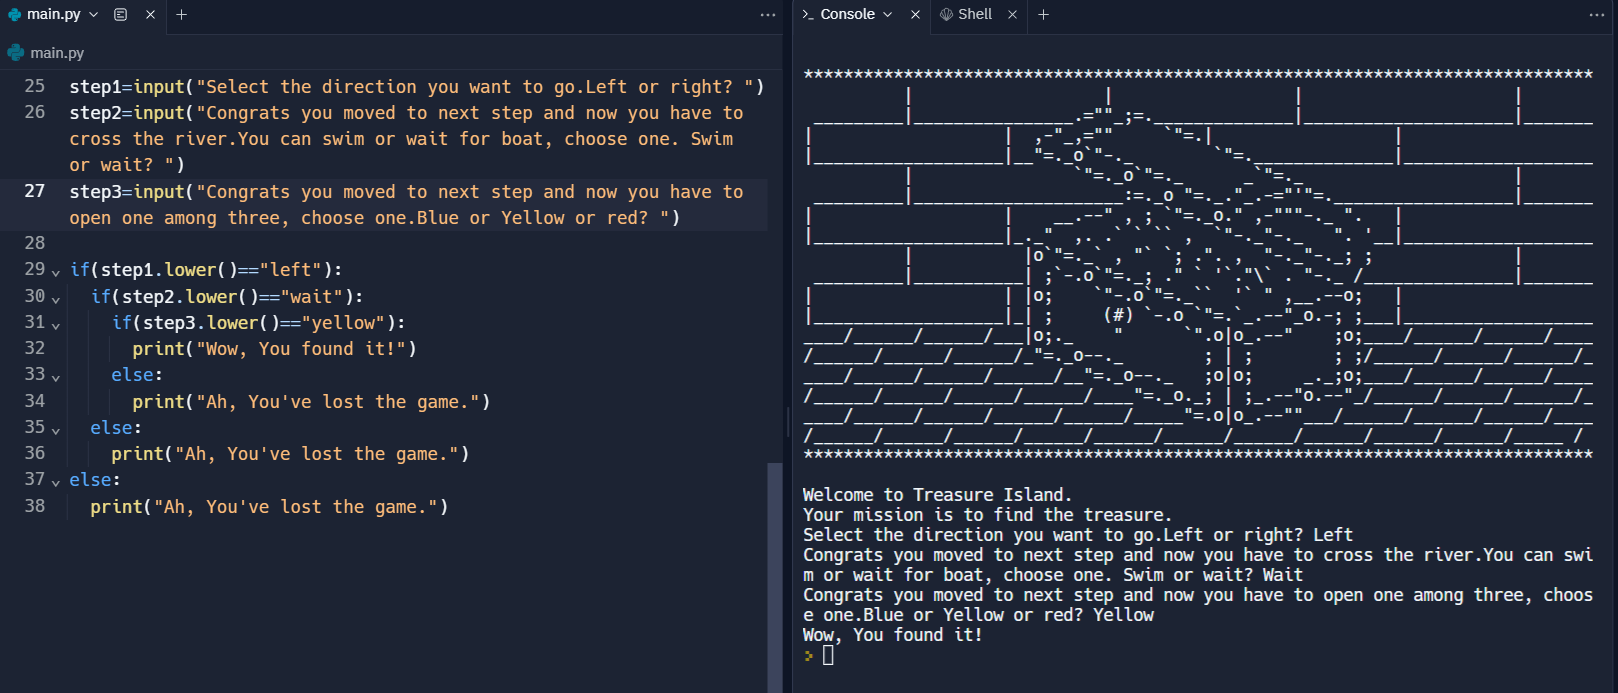 main.py
main.py
25 step1=input("Select the direction you want to go.Left or right? ")
26 step2=input("Congrats you moved to next step and now you have to
cross the river.You can swim or wait for boat, choose one. Swim
or wait? ")
27 step3=input("Congrats you moved to next step and now you have to
open one among three, choose one.Blue or Yellow or red? ")
28
29 if(step1.lower()=="left"):
30 if(step2.lower()=="wait"):
31 if(step3.lower()=="yellow"):
32 print("Wow, You found it!")
33 else:
34 print("Ah, You've lost the game.")
35 else:
36 print("Ah, You've lost the game.")
37 else:
38 print("Ah, You've lost the game.")
Console Shell
Welcome to Treasure Island.
Your mission is to find the treasure.
Select the direction you want to go.Left or right? Left
Congrats you moved to next step and now you have to cross the river.You can swi
m or wait for boat, choose one. Swim or wait? Wait
Congrats you moved to next step and now you have to open one among three, choos
e one.Blue or Yellow or red? Yellow
Wow, You found it!